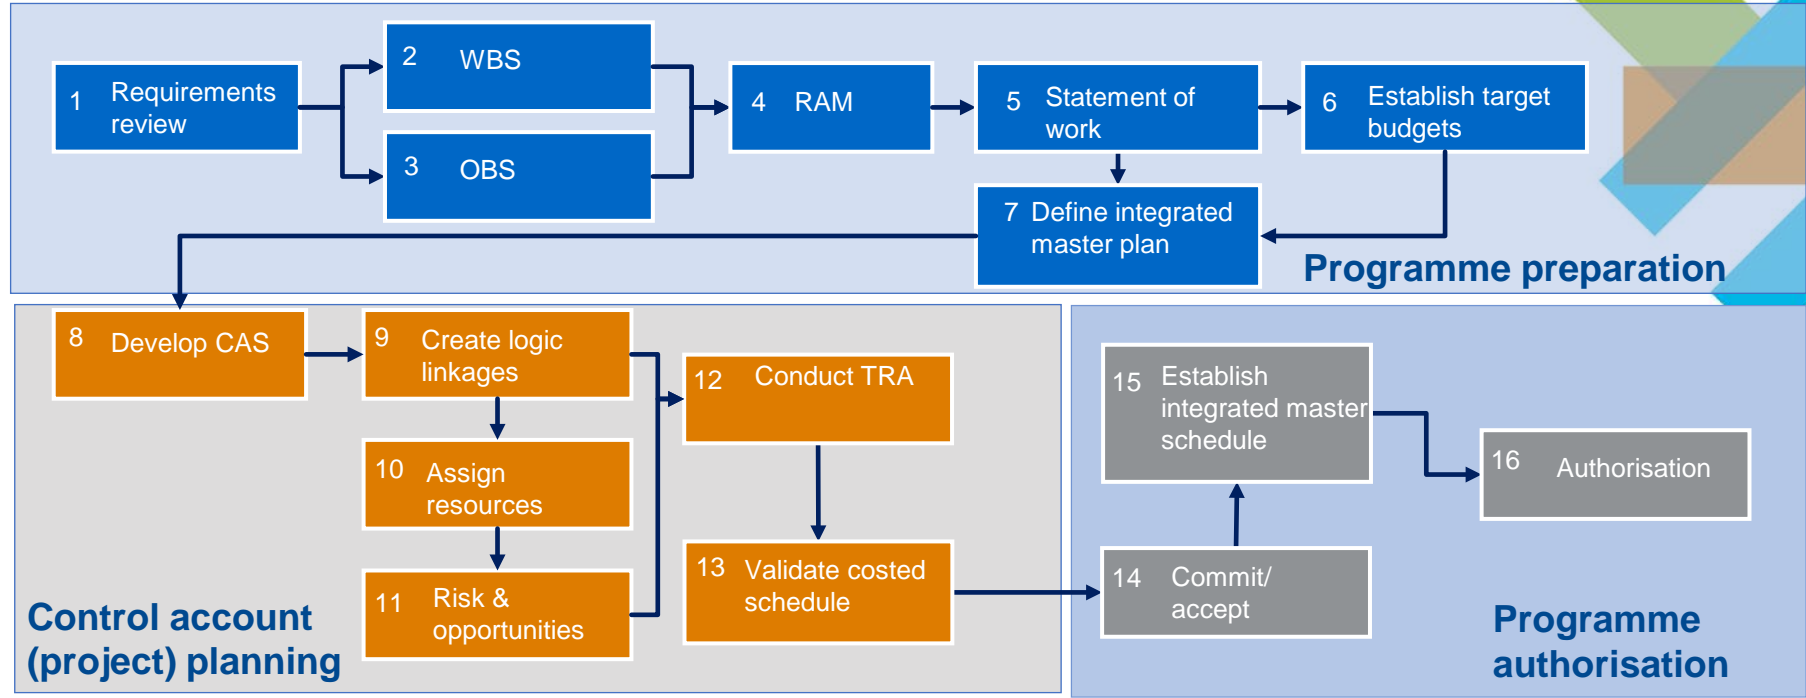 1 Requirements
review
2 WBS
3 OBS
4 RAM
5 Statement of
work
6 Establish target
budgets
7 Define integrated
master plan
Programme preparation
8 Develop CAS
9 Create logic
linkages
10 Assign
resources
11 Risk &
opportunities
12 Conduct TRA
13 Validate costed
schedule
Control account
(project) planning
14 Commit/
accept
15 Establish
integrated master
schedule
16 Authorisation
Programme
authorisation